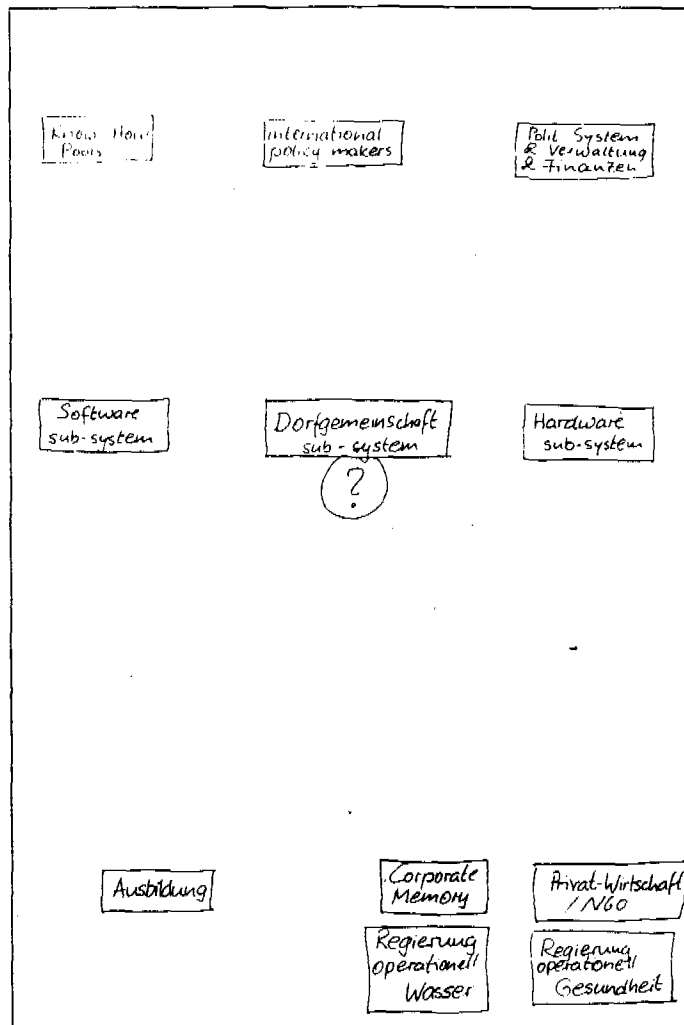 Know How
Pools
international
policy makers
Polit System
& Verwaltung
& Finanzen
Software
sub-system
Dorfgemeinschaft
sub-system
?
Hardware
sub-system
Ausbildung
Corporate
Memory
Privat-Wirtschaft
/NGO
Regierung
operationell
Wasser
Regierung
operationell
Gesundheit